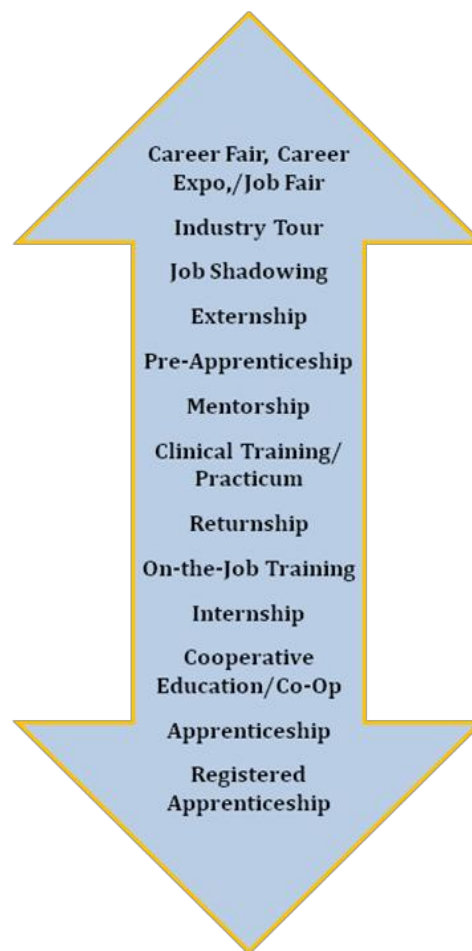 Career Fair, Career
Expo,/Job Fair
Industry Tour
Job Shadowing
Externship
Pre-Apprenticeship
Mentorship
Clinical Training/
Practicum
Returnship
On-the-Job Training
Internship
Cooperative
Education/Co-Op
Apprenticeship
Registered
Apprenticeship